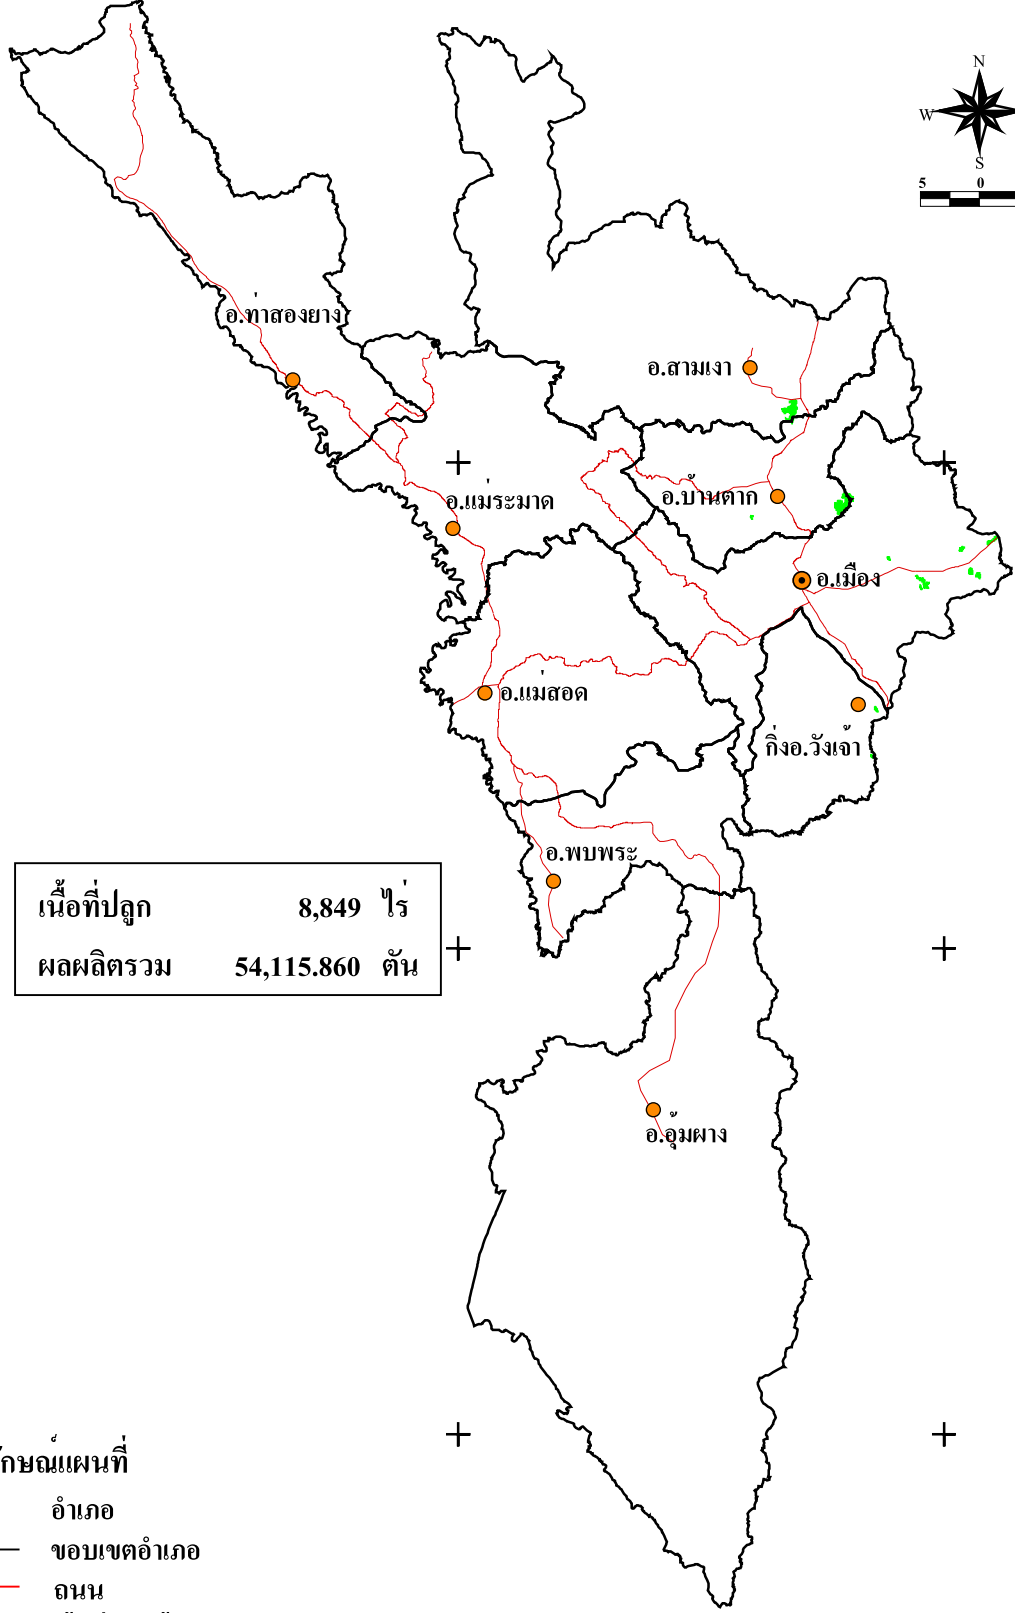 N
W
S
5 0
อ.ท่าสองยาง
อ.สามเงา
อ.แม่ระมาด
อ.บ้านตาก
อ.เมือง
อ.แม่สอด
กิ่งอ.วังเจ้า
อ.พบพระ
เนื้อที่ปลูก 8,849 ไร่
ผลผลิตรวม 54,115.860 ตัน
อ.อุ้มผาง
แผนที่
อำเภอ
ขอบเขตอำเภอ
ถนน